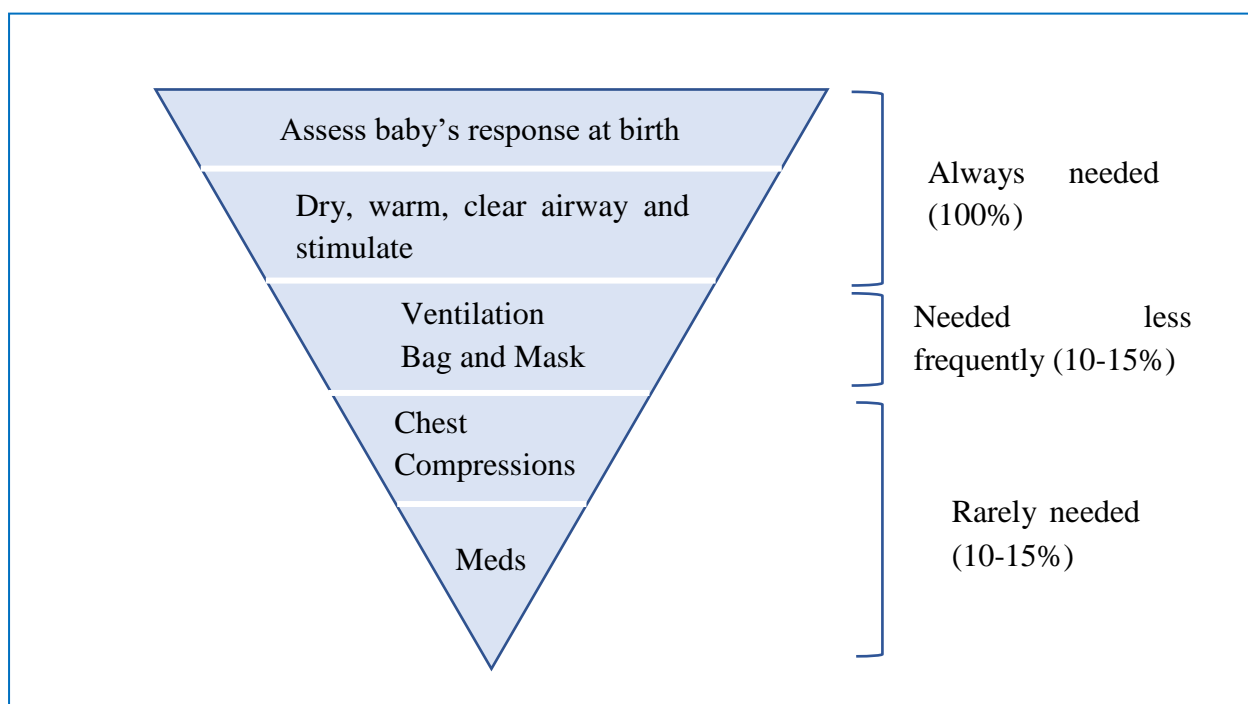 Assess baby’s response at birth
Dry, warm, clear airway and
stimulate
Ventilation
Bag and Mask
Chest
Compressions
Meds
Always needed
(100%)
Needed less
frequently (10-15%)
Rarely needed
(10-15%)